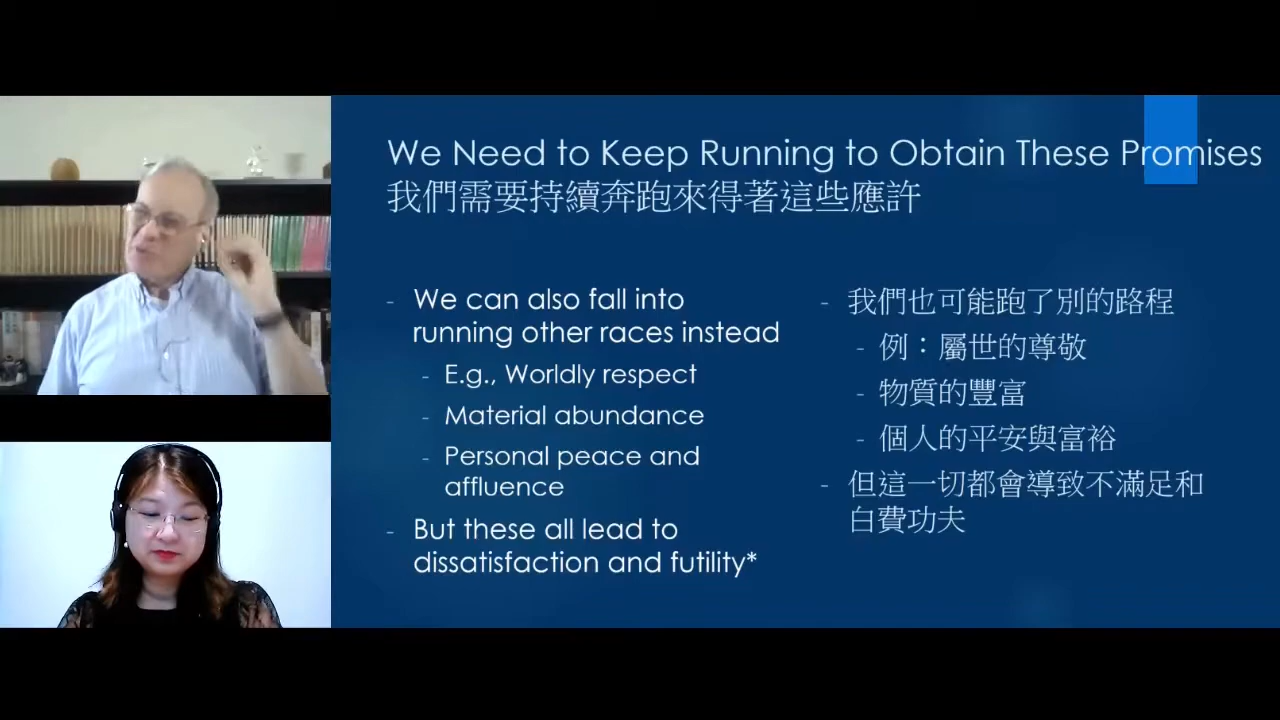 We Need to Keep Running to Obtain These Promises
我們需要持續奔跑來得著這些應許
- We can also fall into
running other races instead
- E.g., Worldly respect
- Material abundance
- Personal peace and
affluence
- But these all lead to
dissatisfaction and futility*
- 我們也可能跑了別的路程
- 例：屬世的尊敬
- 物質的豐富
- 個人的平安與富裕
- 但這一切都會導致不滿足和
白費功夫